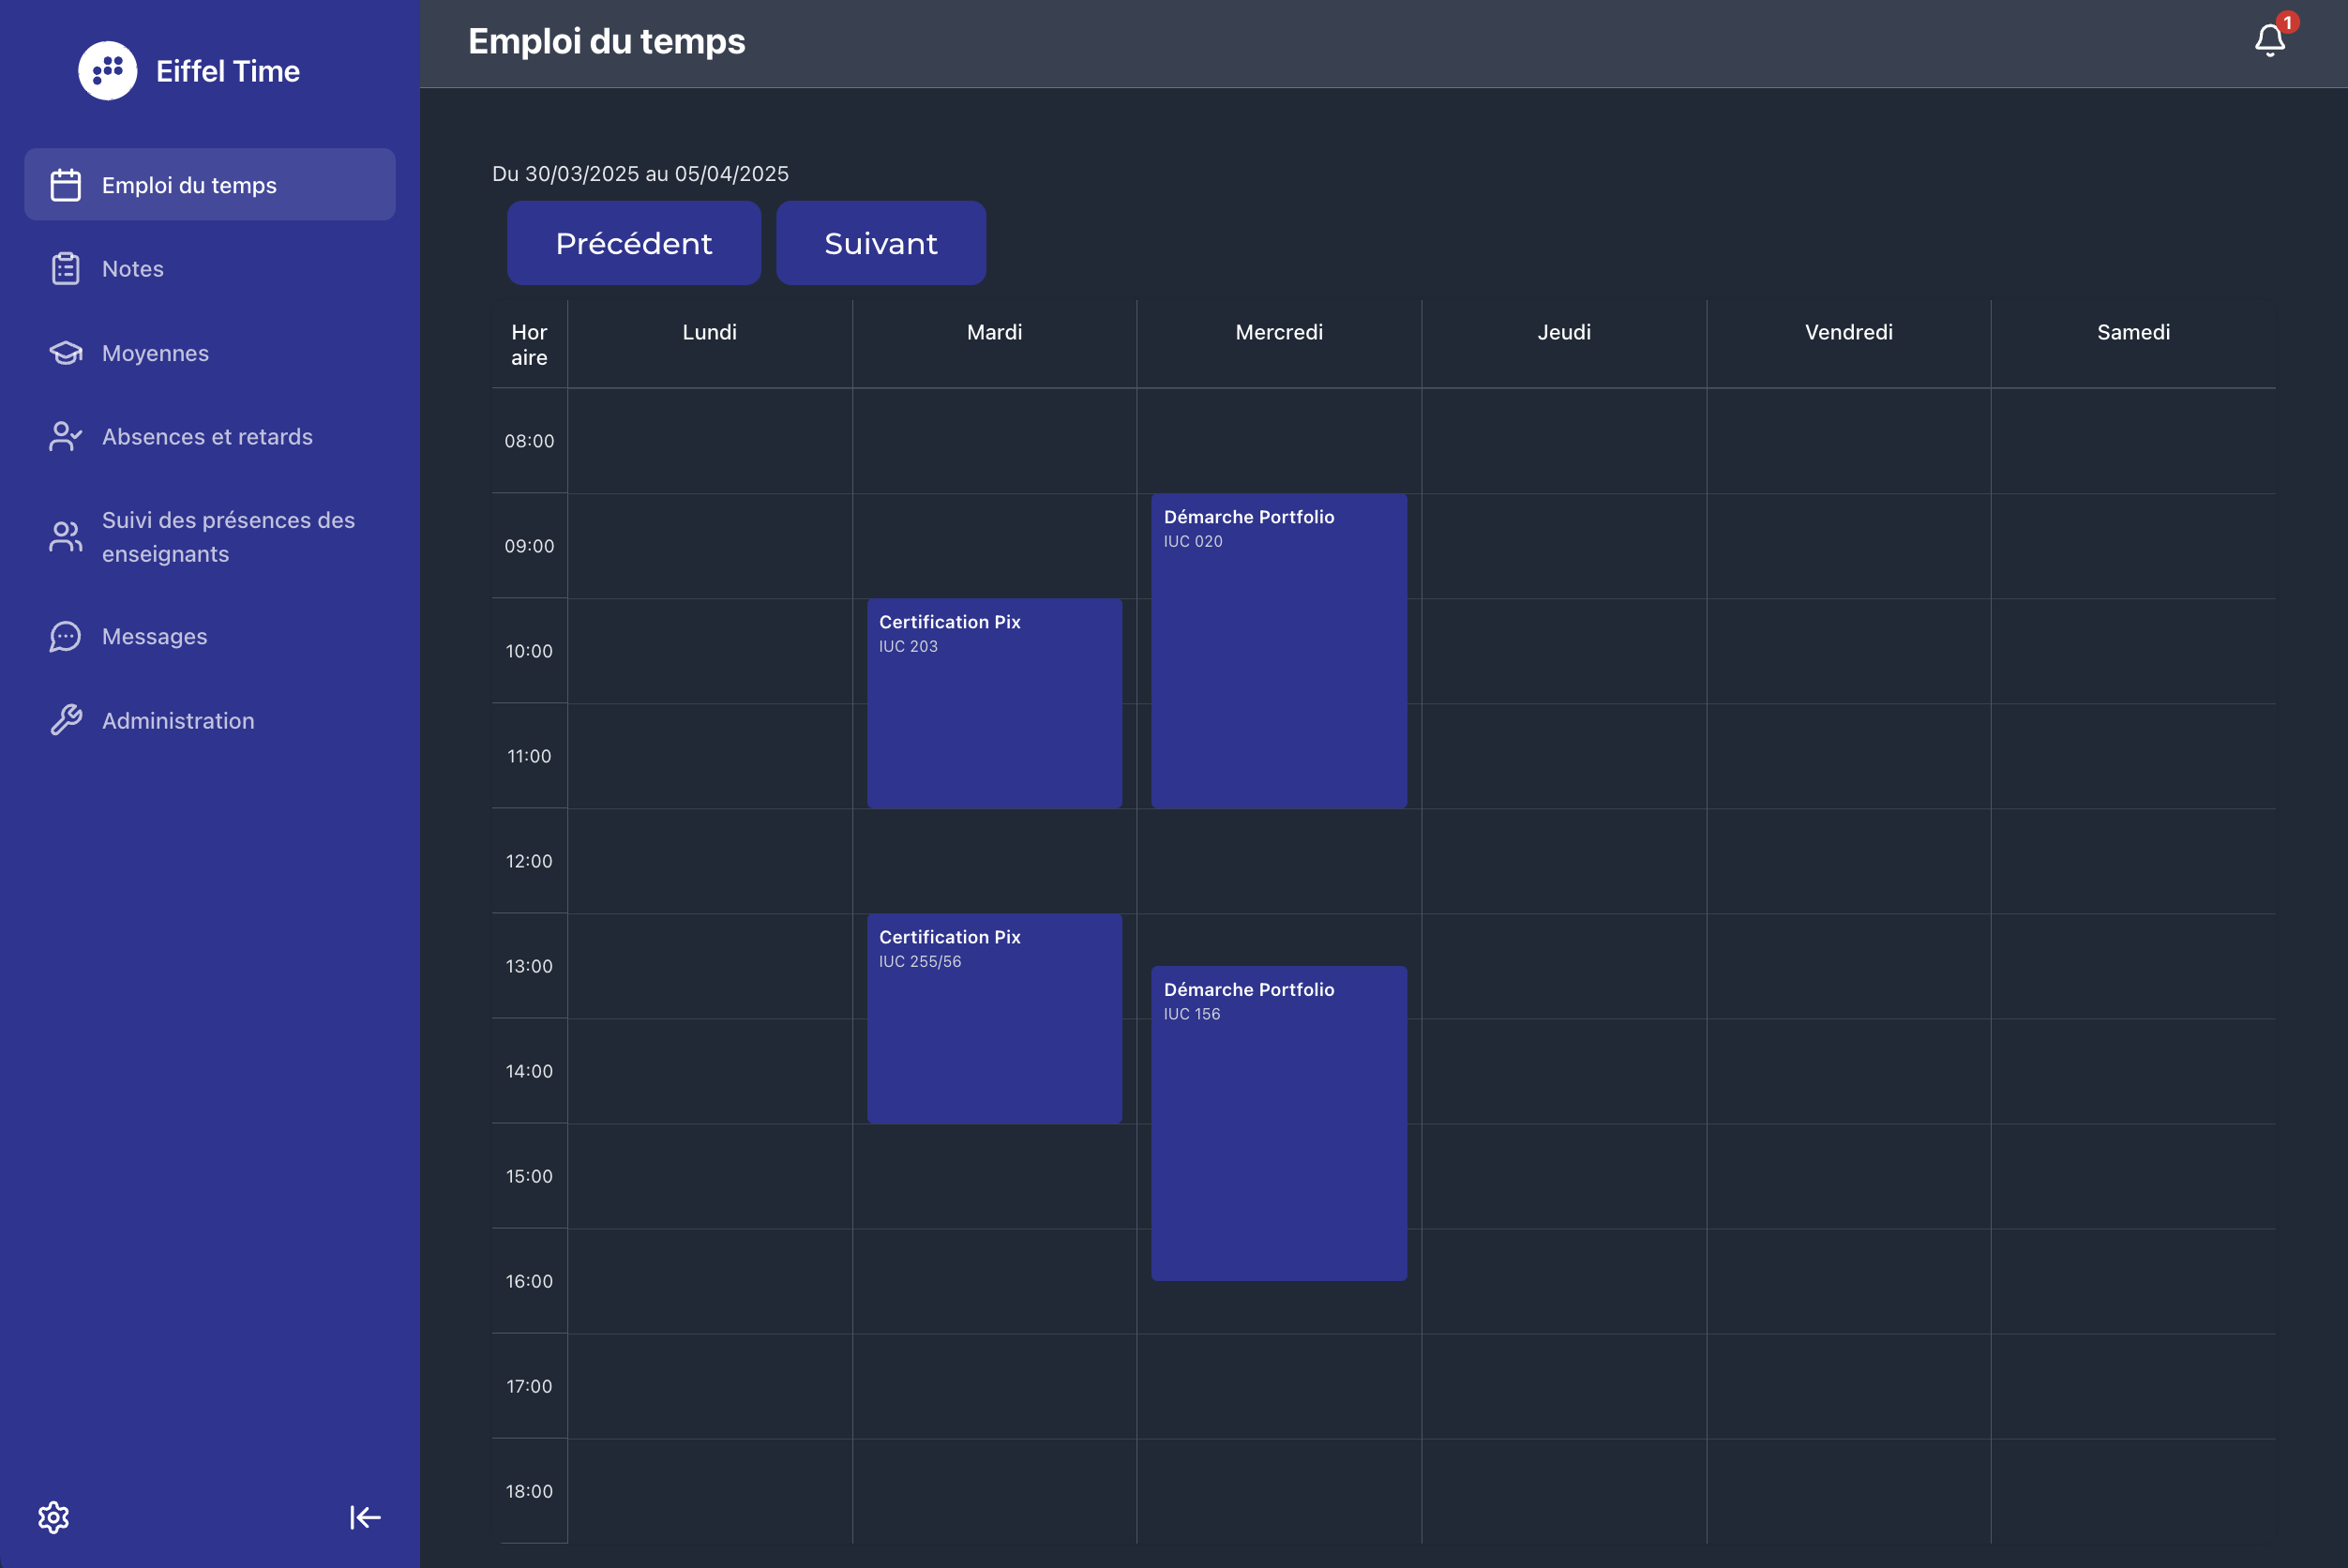 Eiffel Time
Emploi du temps
Notes
Moyennes
Absences et retards
Suivi des présences des
enseignants
Messages
Administration
Emploi du temps
1
Du 30/03/2025 au 05/04/2025
Précédent
Suivant
Hor
aire
Lundi
Mardi
Mercredi
Jeudi
Vendredi
Samedi
08:00
09:00
10:00
11:00
12:00
13:00
14:00
15:00
16:00
17:00
18:00
Certification Pix
IUC 203
Certification Pix
IUC 255/56
Démarche Portfolio
IUC 020
Démarche Portfolio
IUC 156